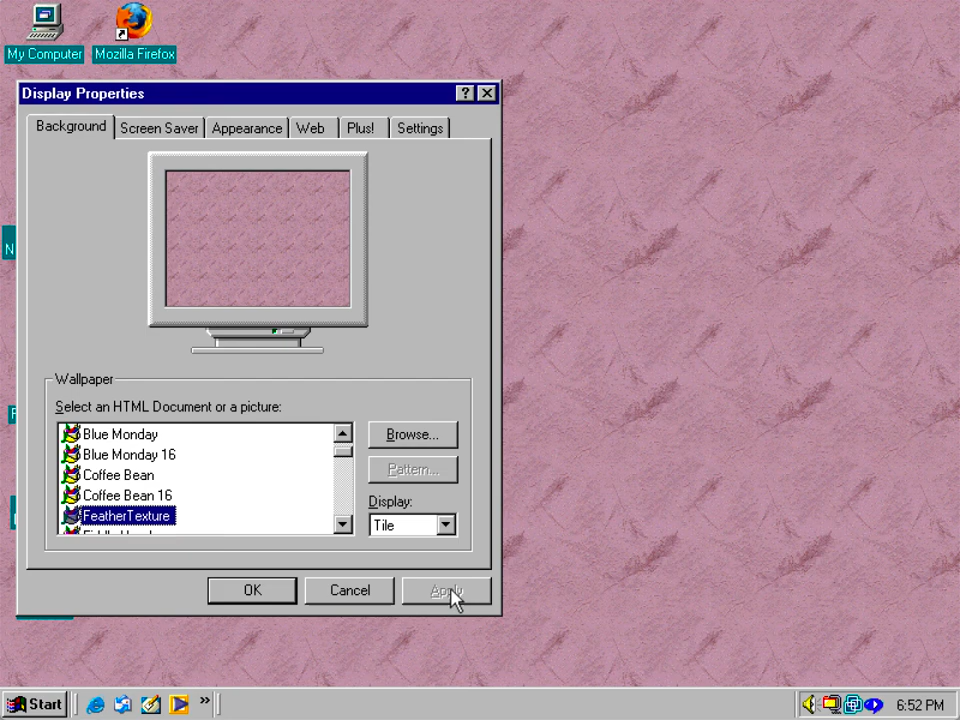 My Computer
Mozilla Firefox
Display Properties
Background
Screen Saver
Appearance
Web
Plus!
Settings
N
Wallpaper
Select an HTML Document or a picture:
Blue Monday
Blue Monday 16
Coffee Bean
Coffee Bean 16
FeatherTexture
Browse...
Pattern...
Display:
Tile
OK
Cancel
Apply
Start
6:52 PM